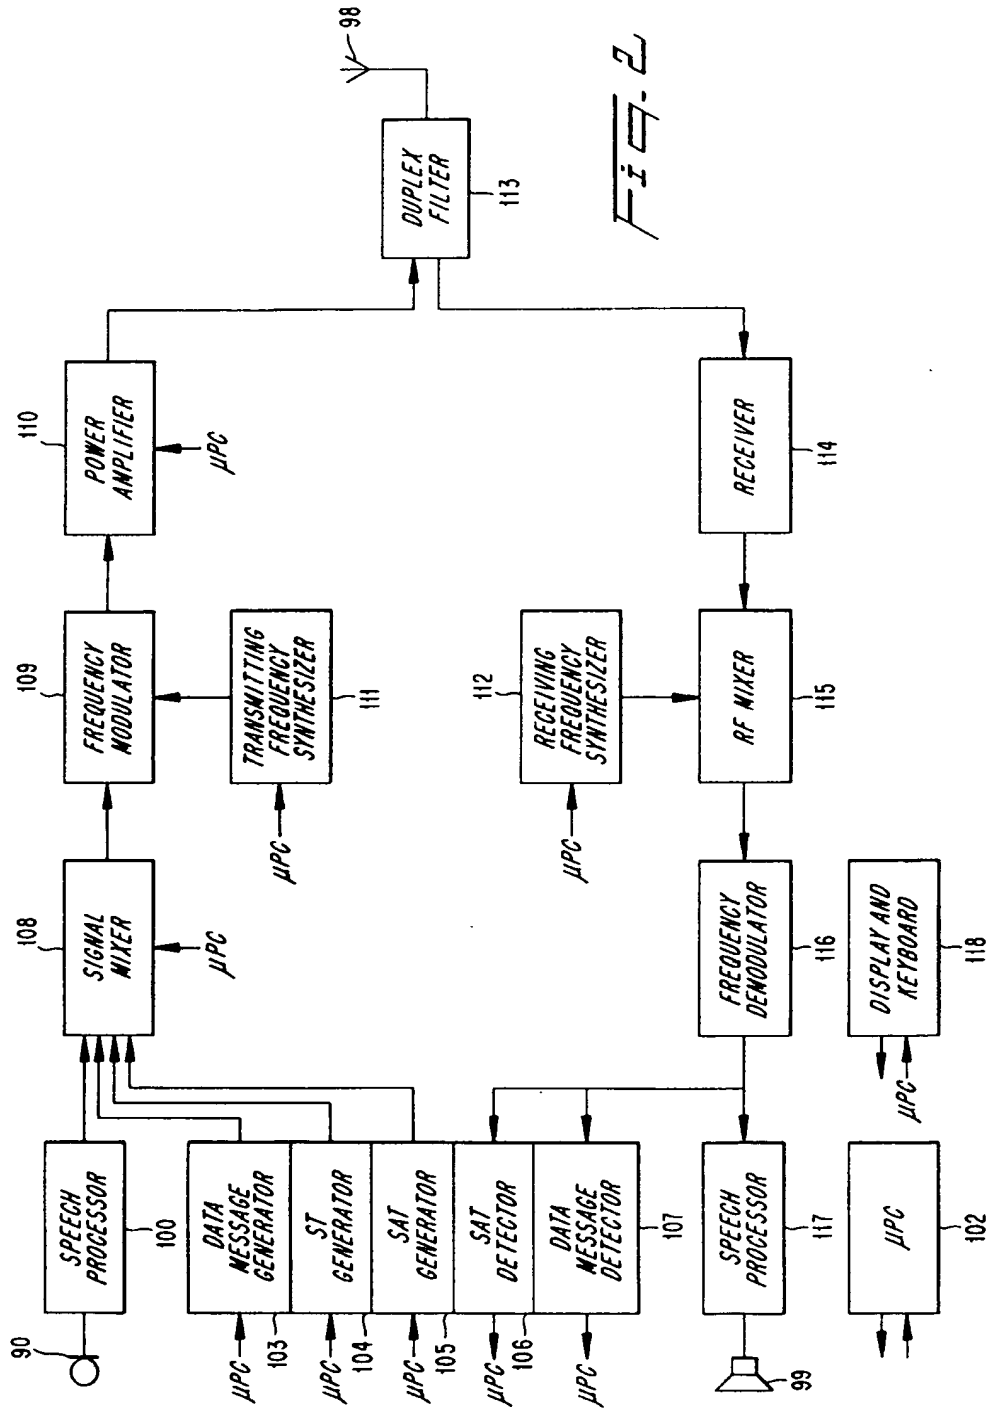 90
SPEECH
PROCESSOR
100
μPC
DATA
MESSAGE
GENERATOR
103
μPC
ST
GENERATOR
104
μPC
SAT
GENERATOR
105
μPC
SAT
DETECTOR
106
μPC
DATA
MESSAGE
DETECTOR
107
99
SPEECH
PROCESSOR
117
μPC
102
108
SIGNAL
MIXER
μPC
FREQUENCY
DEMODULATOR
116
DISPLAY AND
KEYBOARD
118
μPC
109
FREQUENCY
MODULATOR
TRANSMITTING
FREQUENCY
SYNTHESIZER
111
μPC
112
RECEIVING
FREQUENCY
SYNTHESIZER
μPC
RF MIXER
115
110
POWER
AMPLIFIER
μPC
RECEIVER
114
98
DUPLEX
FILTER
113
Fig. 2